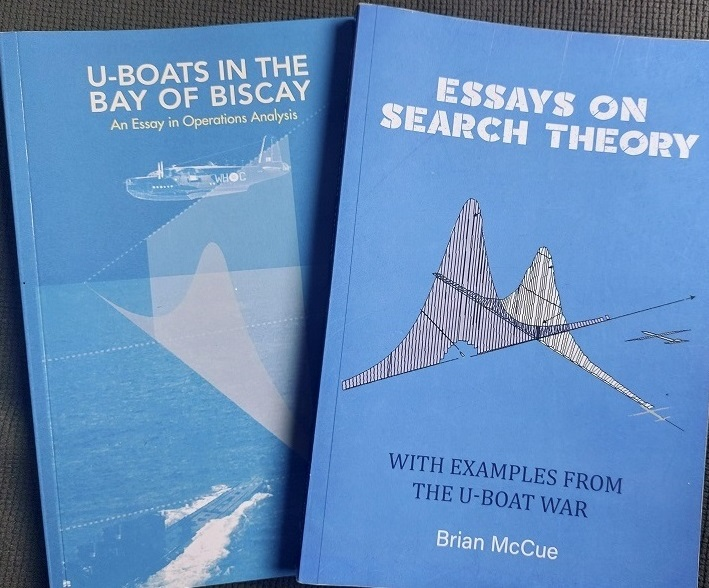 U-BOATS IN THE
BAY OF BISCAY
An Essay in Operations Analysis
WH C
ESSAYS ON
SEARCH THEORY
WITH EXAMPLES FROM
THE U-BOAT WAR
Brian McCue